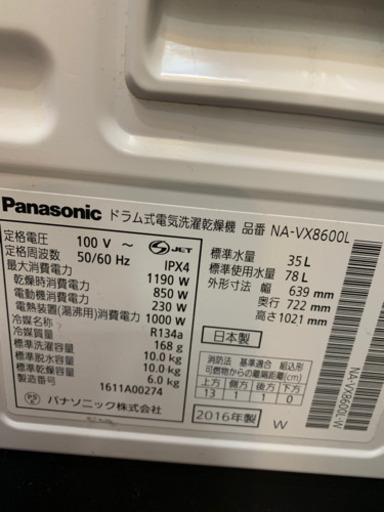 Panasonic ドラム式電気洗濯乾燥機 品番 NA-VX8600L
定格電圧 100 V ～
定格周波数 50/60 Hz
JET
IPX4
最大消費電力 1190 W
乾燥時消費電力 850 W
電動機消費電力 230 W
電熱装置(湯沸用)消費電力 1000 W
冷媒名 R134a
冷媒質量 168 g
標準洗濯容量 10.0 kg
標準脱水容量 10.0 kg
標準乾燥容量 6.0 kg
製造番号 1611A00274
パナソニック株式会社
標準水量 35 L
標準使用水量 78 L
外形寸法 幅 639 mm
奥行 722 mm
高さ 1021 mm
日本製
消防法 基準適合 組込形
可燃物からの離隔距離(cm)
上方 側方 後方 下方
13 1 1 0
2016年製
W
NA-VX8600L-W